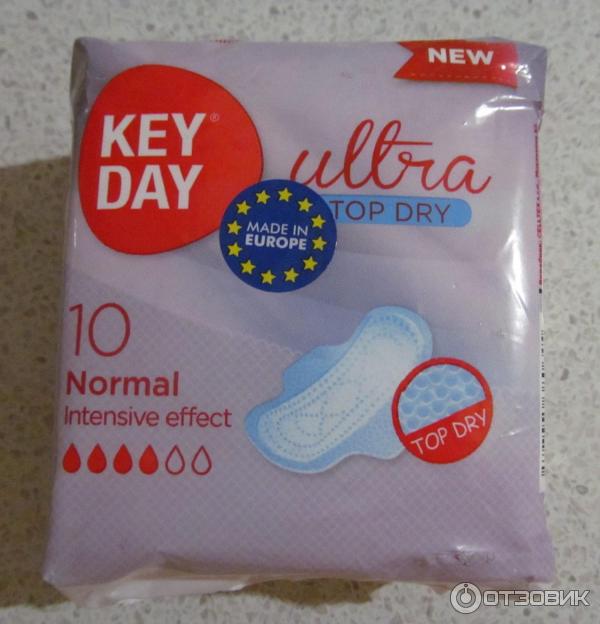 NEW
KEY®
DAY
ultra
TOP DRY
MADE IN
EUROPE
10
Normal
Intensive effect
TOP DRY
ОТЗОВИК